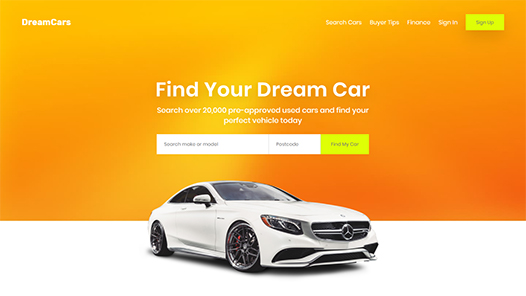 DreamCars
Search Cars
Buyer Tips
Finance
Sign In
Sign Up
Find Your Dream Car
Search over 20,000 pre-approved used cars and find your
perfect vehicle today
Search make or model
Postcode
Find My Car